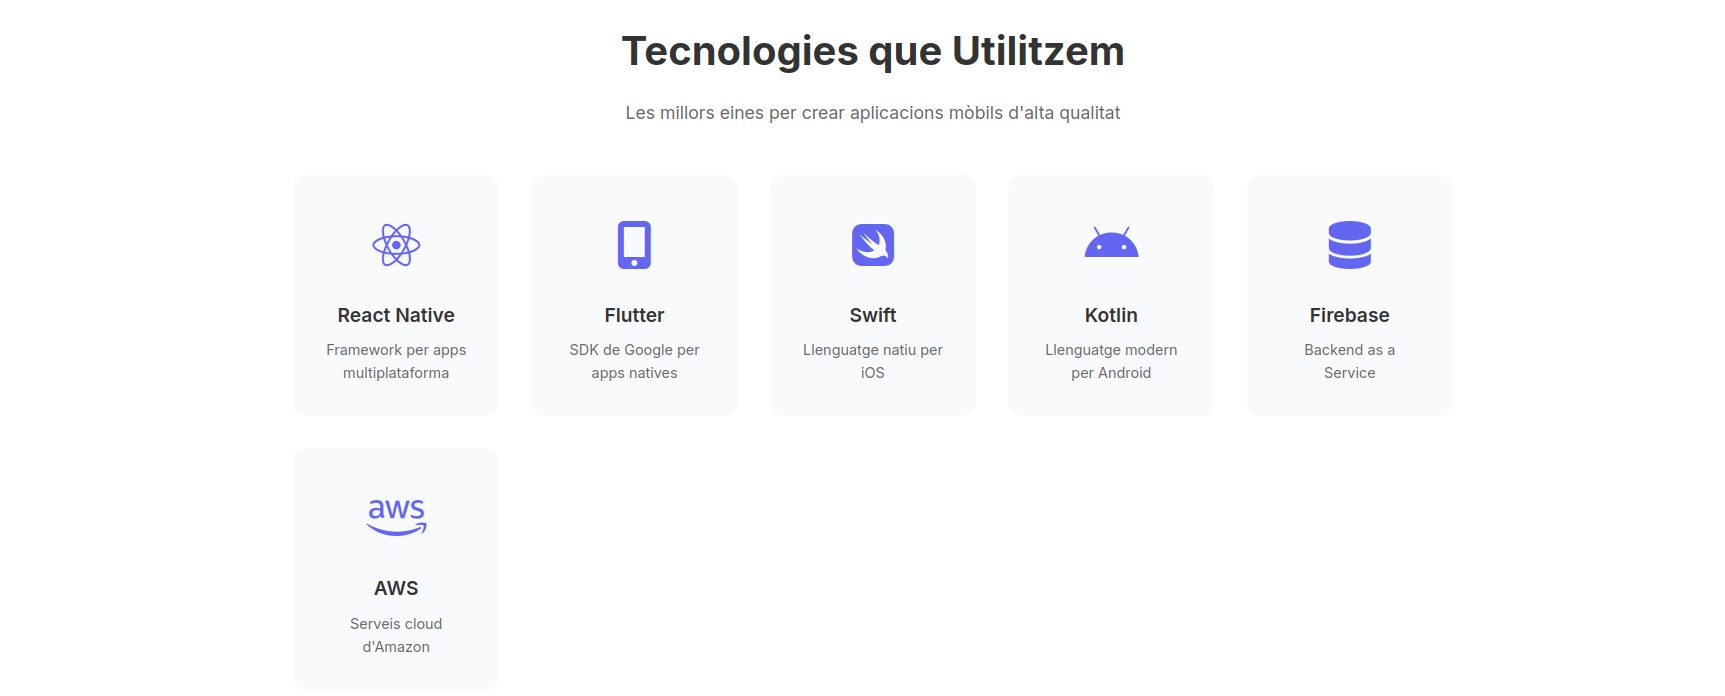 Tecnologies que Utilitzem
Les millors eines per crear aplicacions mòbils d'alta qualitat
React Native
Framework per apps
multiplataforma
Flutter
SDK de Google per
apps natives
Swift
Llenguatge natiu per
iOS
Kotlin
Llenguatge modern
per Android
Firebase
Backend as a
Service
aws
AWS
Serveis cloud
d'Amazon